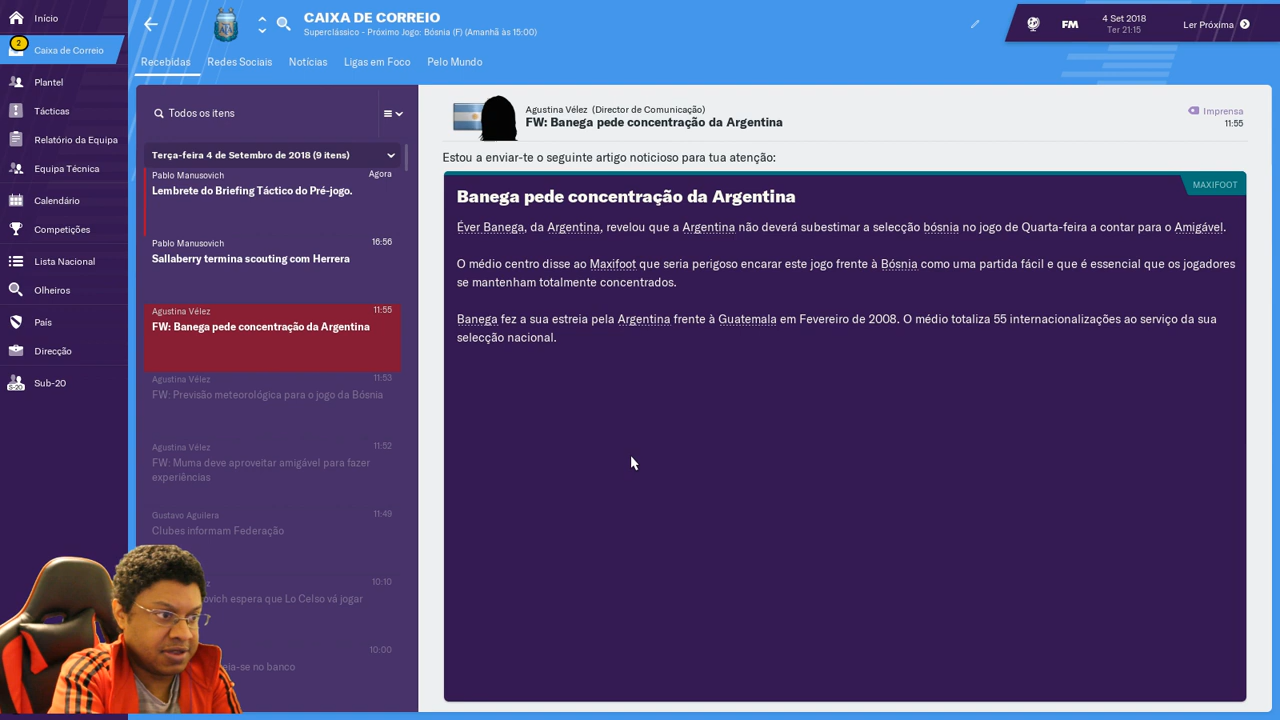 Início
2
Caixa de Correio
Plantel
Tácticas
Relatório da Equipa
Equipa Técnica
Calendário
Competições
Lista Nacional
Olheiros
País
Direcção
S-20
Sub-20
CAIXA DE CORREIO
Superclássico - Próximo Jogo: Bósnia (F) (Amanhã às 15:00)
FM
4 Set 2018
Ter 21:15
Ler Próxima
Recebidas
Redes Sociais
Notícias
Ligas em Foco
Pelo Mundo
Todos os itens
Terça-feira 4 de Setembro de 2018 (9 itens)
Pablo Manusovich
Agora
Lembrete do Briefing Táctico do Pré-jogo.
Pablo Manusovich
16:56
Sallaberry termina scouting com Herrera
Agustina Vélez
11:55
FW: Banega pede concentração da Argentina
Agustina Vélez
11:53
FW: Previsão meteorológica para o jogo da Bósnia
Agustina Vélez
11:52
FW: Muma deve aproveitar amigável para fazer
experiências
Gustavo Aguilera
11:49
Clubes informam Federação
10:10
ovich espera que Lo Celso vá jogar
10:00
eia-se no banco
Agustina Vélez (Director de Comunicação)
FW: Banega pede concentração da Argentina
Imprensa
11:55
Estou a enviar-te o seguinte artigo noticioso para tua atenção:
MAXIFOOT
Banega pede concentração da Argentina
Éver Banega, da Argentina, revelou que a Argentina não deverá subestimar a selecção bósnia no jogo de Quarta-feira a contar para o Amigável.
O médio centro disse ao Maxifoot que seria perigoso encarar este jogo frente à Bósnia como uma partida fácil e que é essencial que os jogadores
se mantenham totalmente concentrados.
Banega fez a sua estreia pela Argentina frente à Guatemala em Fevereiro de 2008. O médio totaliza 55 internacionalizações ao serviço da sua
selecção nacional.